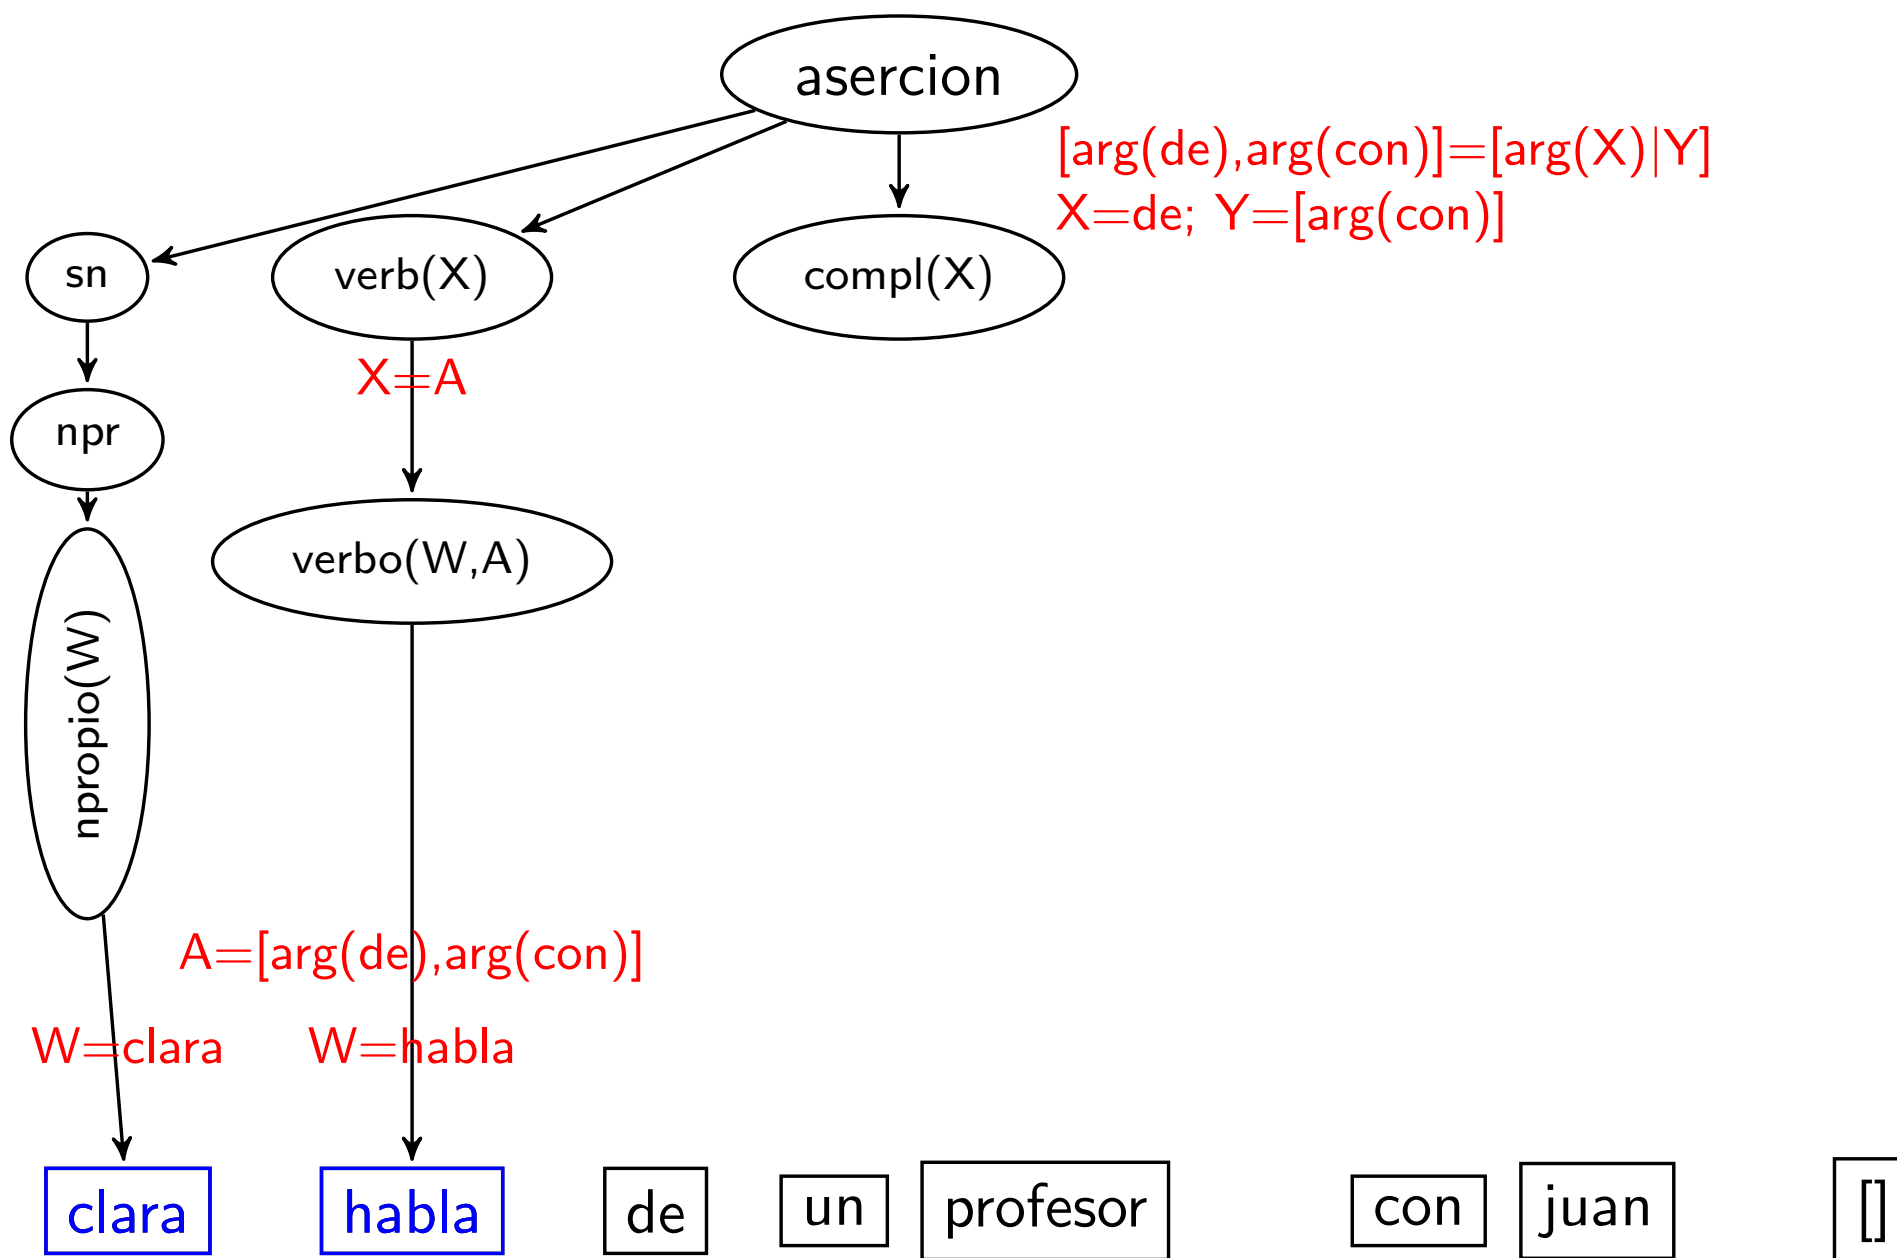 asercion
[arg(de),arg(con)]=[arg(X)|Y]
X=de; Y=[arg(con)]
sn
verb(X)
compl(X)
X=A
npr
verbo(W,A)
npropio(W)
A=[arg(de),arg(con)]
W=clara
W=habla
clara
habla
de
un
profesor
con
juan
[]